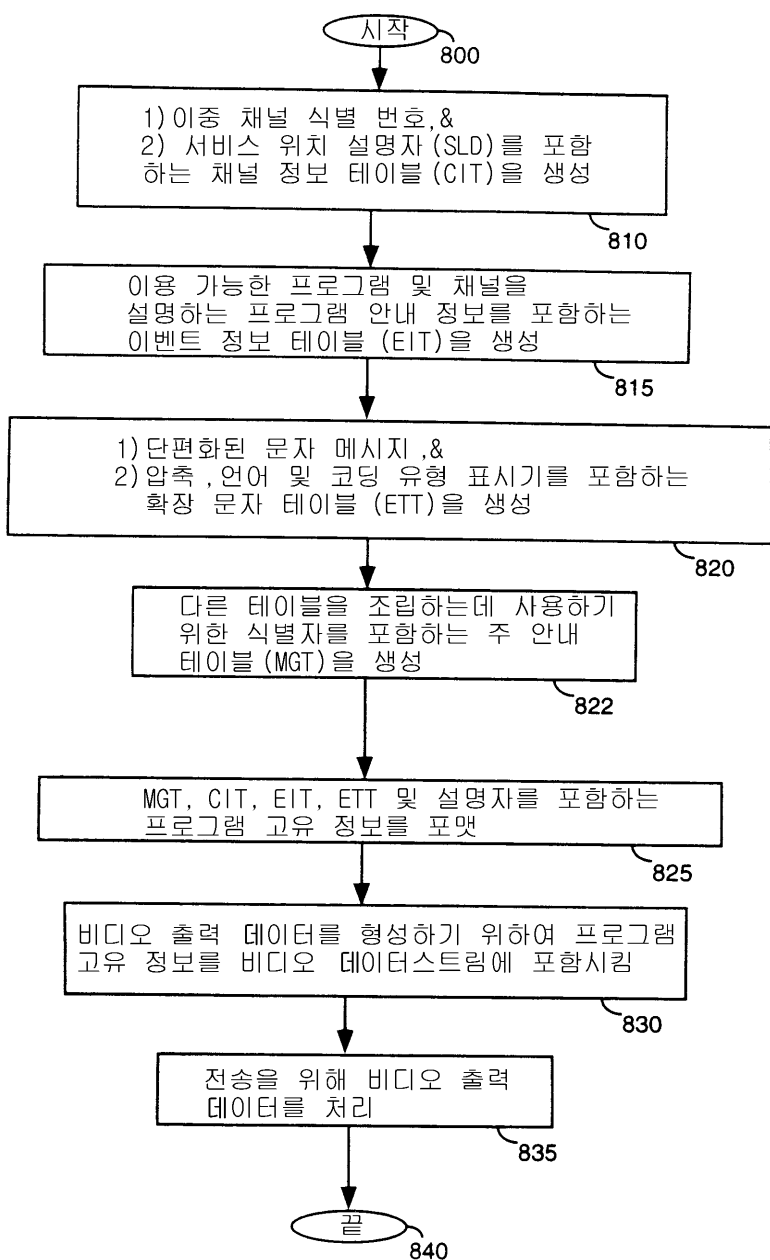 시작
800
1)이중 채널 식별 번호,&
2) 서비스 위치 설명자(SLD)를 포함
하는 채널 정보 테이블(CIT)을 생성
810
이용 가능한 프로그램 및 채널을
설명하는 프로그램 안내 정보를 포함하는
이벤트 정보 테이블(EIT)을 생성
815
1)단편화된 문자 메시지,&
2)압축,언어 및 코딩 유형 표시기를 포함하는
확장 문자 테이블(ETT)을 생성
820
다른 테이블을 조립하는데 사용하기
위한 식별자를 포함하는 주 안내
테이블(MGT)을 생성
822
MGT, CIT, EIT, ETT 및 설명자를 포함하는
프로그램 고유 정보를 포맷
825
비디오 출력 데이터를 형성하기 위하여 프로그램
고유 정보를 비디오 데이터스트림에 포함시킴
830
전송을 위해 비디오 출력
데이터를 처리
835
끝
840